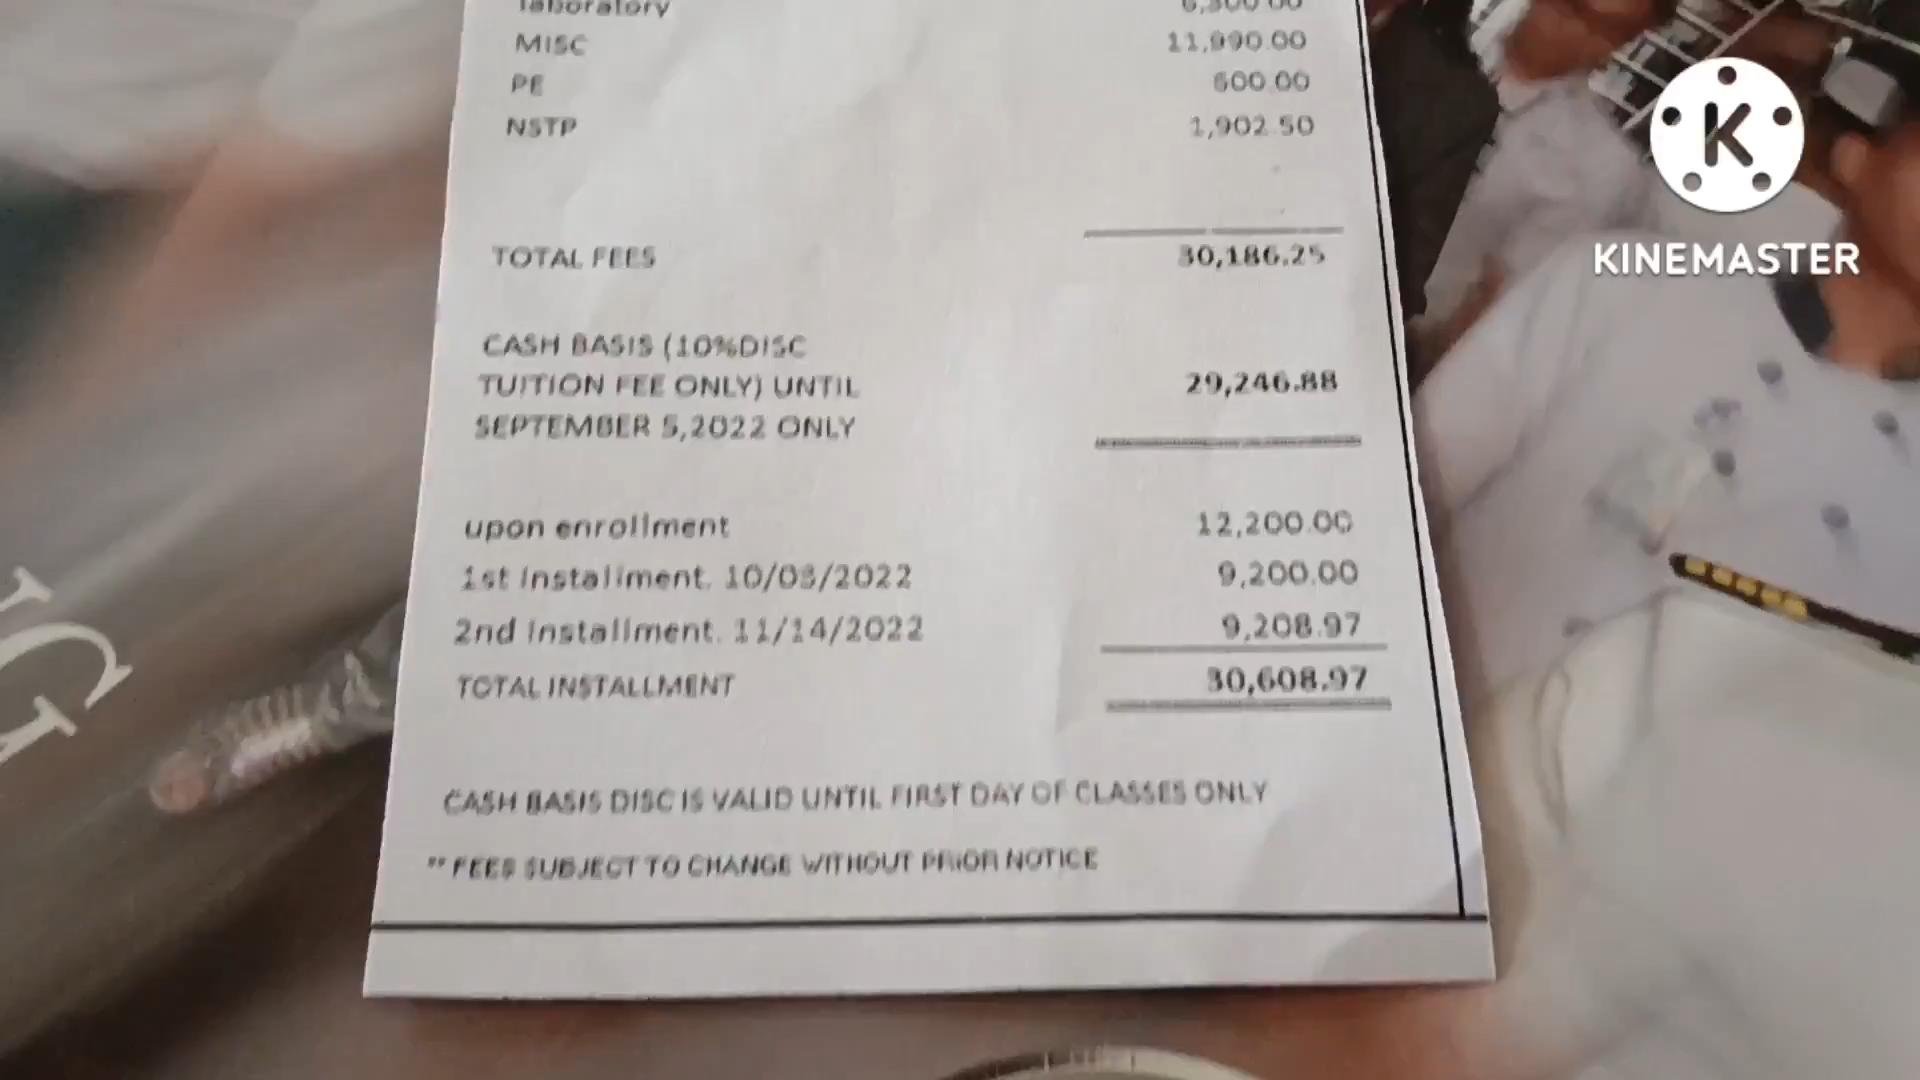 laboratory 6,300.00
MISC 11,990.00
PE 600.00
NSTP 1,902.50
TOTAL FEES 30,186.25
CASH BASIS (10%DISC
TUITION FEE ONLY) UNTIL 29,246.88
SEPTEMBER 5,2022 ONLY
upon enrollment 12,200.00
1st installment. 10/03/2022 9,200.00
2nd installment. 11/14/2022 9,208.97
TOTAL INSTALLMENT 30,608.97
CASH BASIS DISC IS VALID UNTIL FIRST DAY OF CLASSES ONLY
** FEES SUBJECT TO CHANGE WITHOUT PRIOR NOTICE
K
KINEMASTER